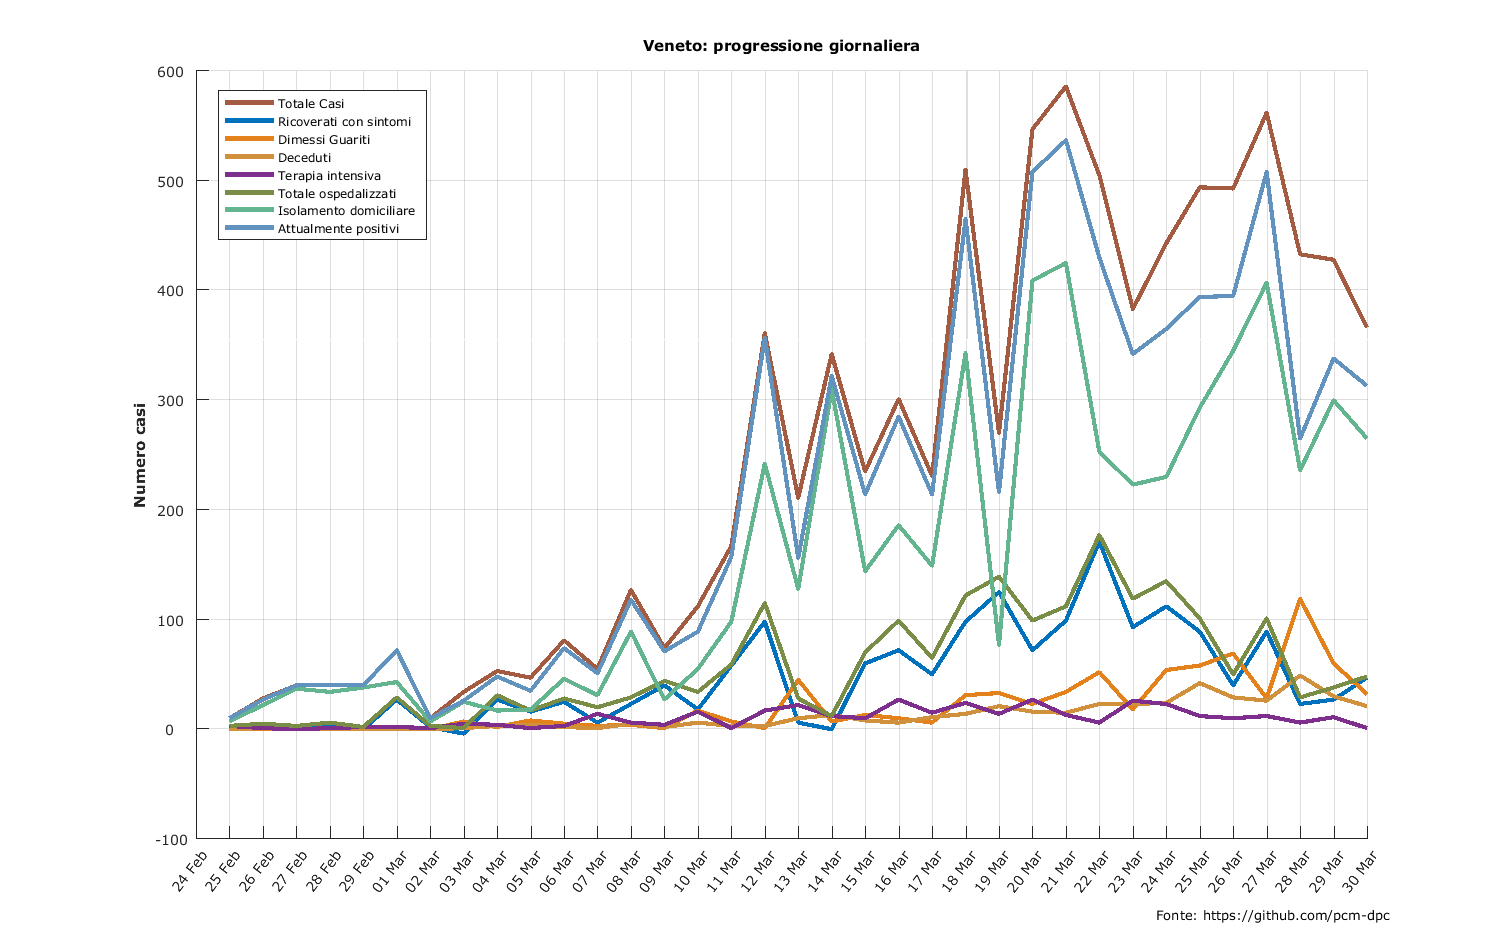 Veneto: progressione giornaliera
600
500
400
300
200
100
0
-100
Numero casi
Totale Casi
Ricoverati con sintomi
Dimessi Guariti
Deceduti
Terapia intensiva
Totale ospedalizzati
Isolamento domiciliare
Attualmente positivi
24 Feb
25 Feb
26 Feb
27 Feb
28 Feb
29 Feb
01 Mar
02 Mar
03 Mar
04 Mar
05 Mar
06 Mar
07 Mar
08 Mar
09 Mar
10 Mar
11 Mar
12 Mar
13 Mar
14 Mar
15 Mar
16 Mar
17 Mar
18 Mar
19 Mar
20 Mar
21 Mar
22 Mar
23 Mar
24 Mar
25 Mar
26 Mar
27 Mar
28 Mar
29 Mar
30 Mar
Fonte: https://github.com/pcm-dpc